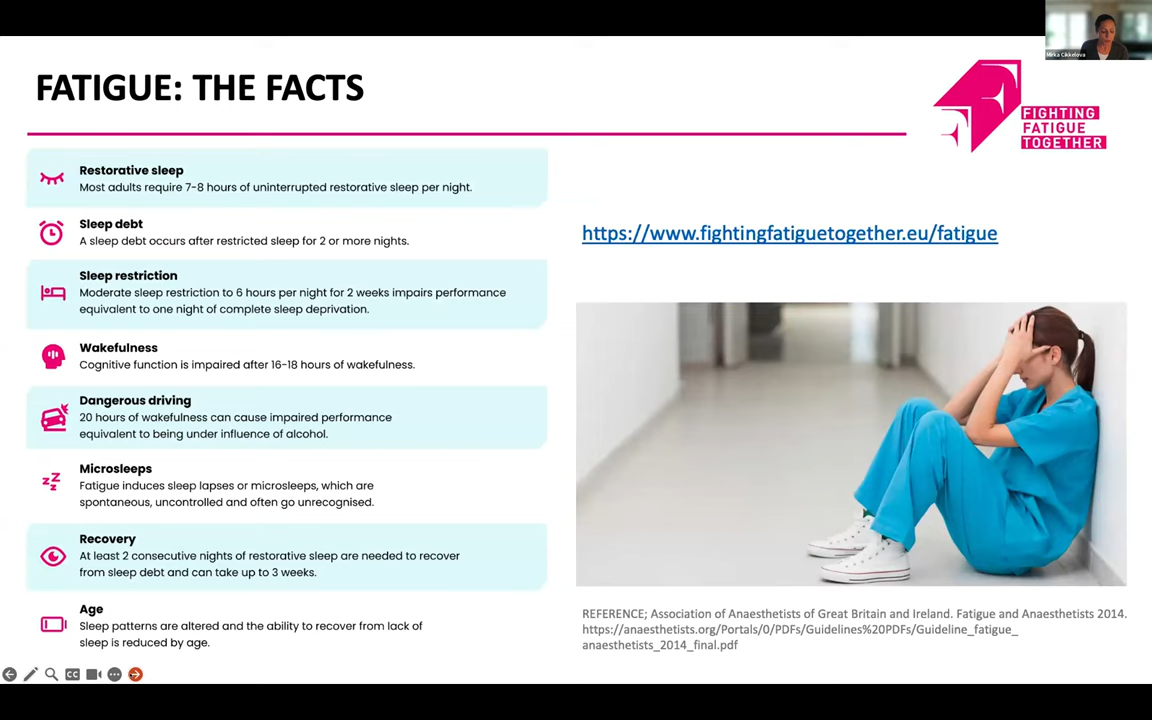 Mirka Cikkelova
FATIGUE: THE FACTS
FIGHTING
FATIGUE
TOGETHER
Restorative sleep
Most adults require 7-8 hours of uninterrupted restorative sleep per night.
Sleep debt
A sleep debt occurs after restricted sleep for 2 or more nights.
Sleep restriction
Moderate sleep restriction to 6 hours per night for 2 weeks impairs performance
equivalent to one night of complete sleep deprivation.
Wakefulness
Cognitive function is impaired after 16-18 hours of wakefulness.
Dangerous driving
20 hours of wakefulness can cause impaired performance
equivalent to being under influence of alcohol.
Microsleeps
Fatigue induces sleep lapses or microsleeps, which are
spontaneous, uncontrolled and often go unrecognised.
Recovery
At least 2 consecutive nights of restorative sleep are needed to recover
from sleep debt and can take up to 3 weeks.
Age
Sleep patterns are altered and the ability to recover from lack of
sleep is reduced by age.
https://www.fightingfatiguetogether.eu/fatigue
REFERENCE; Association of Anaesthetists of Great Britain and Ireland. Fatigue and Anaesthetists 2014.
https://anaesthetists.org/Portals/0/PDFs/Guidelines%20PDFs/Guideline_fatigue_
anaesthetists_2014_final.pdf
CC